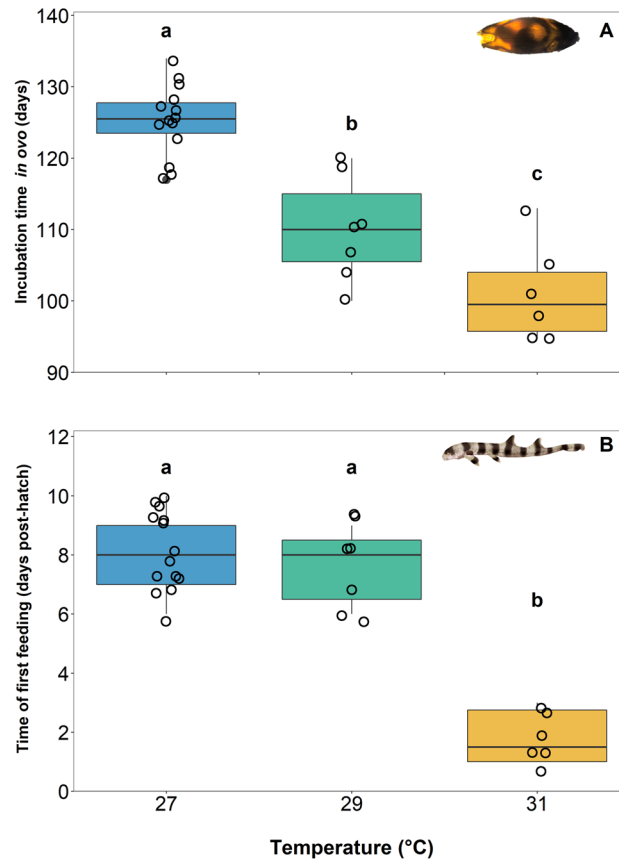 A
Incubation time in ovo (days)
140
130
120
110
100
90
a
b
c
B
Time of first feeding (days post-hatch)
12
10
8
6
4
2
0
a
a
b
27
29
31
Temperature (°C)